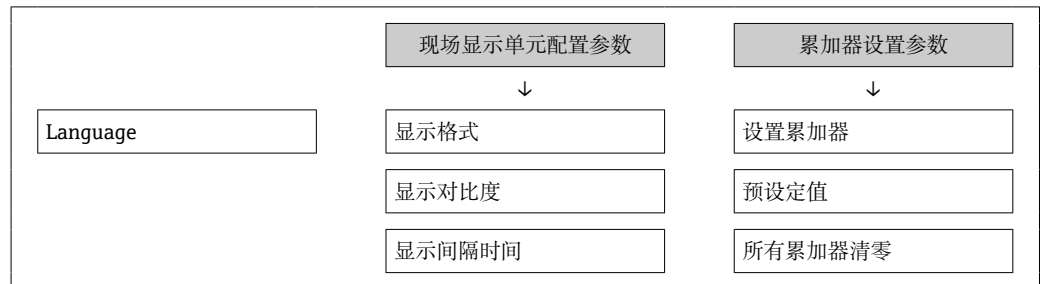 现场显示单元配置参数
累加器设置参数
↓
↓
Language
显示格式
设置累加器
显示对比度
预设定值
显示间隔时间
所有累加器清零